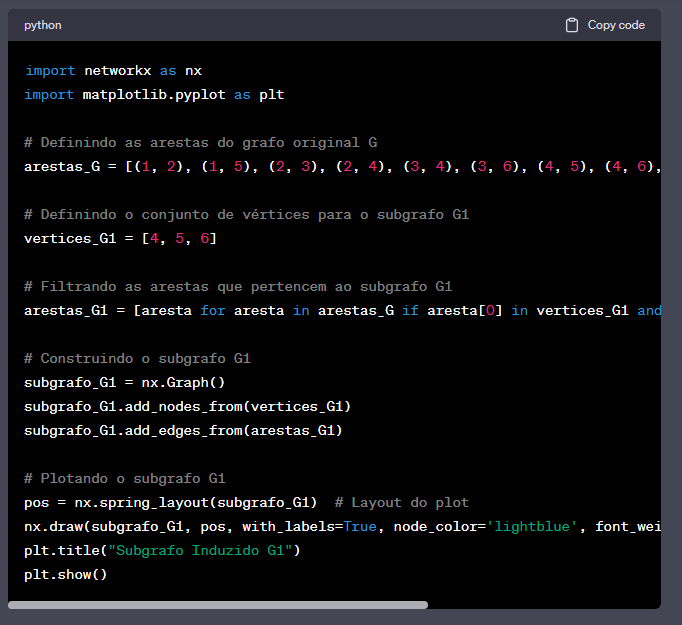 python Copy code
import networkx as nx
import matplotlib.pyplot as plt
# Definindo as arestas do grafo original G
arestas_G = [(1, 2), (1, 5), (2, 3), (2, 4), (3, 4), (3, 6), (4, 5), (4, 6),
# Definindo o conjunto de vértices para o subgrafo G1
vertices_G1 = [4, 5, 6]
# Filtrando as arestas que pertencem ao subgrafo G1
arestas_G1 = [aresta for aresta in arestas_G if aresta[0] in vertices_G1 and
# Construindo o subgrafo G1
subgrafo_G1 = nx.Graph()
subgrafo_G1.add_nodes_from(vertices_G1)
subgrafo_G1.add_edges_from(arestas_G1)
# Plotando o subgrafo G1
pos = nx.spring_layout(subgrafo_G1)  # Layout do plot
nx.draw(subgrafo_G1, pos, with_labels=True, node_color='lightblue', font_wei
plt.title("Subgrafo Induzido G1")
plt.show()